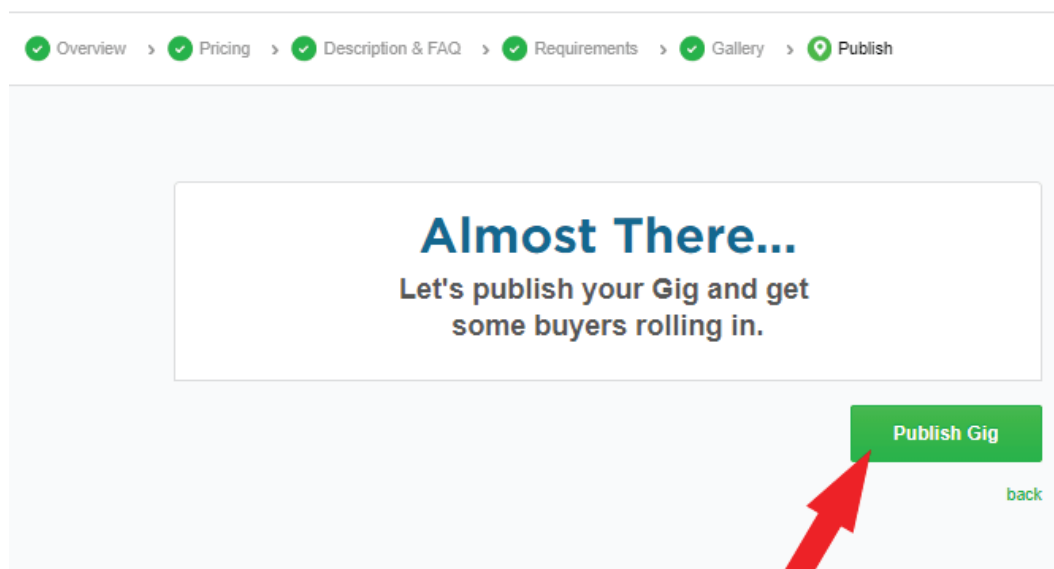 Overview > Pricing > Description & FAQ > Requirements > Gallery > Publish
Almost There...
Let's publish your Gig and get
some buyers rolling in.
Publish Gig
back